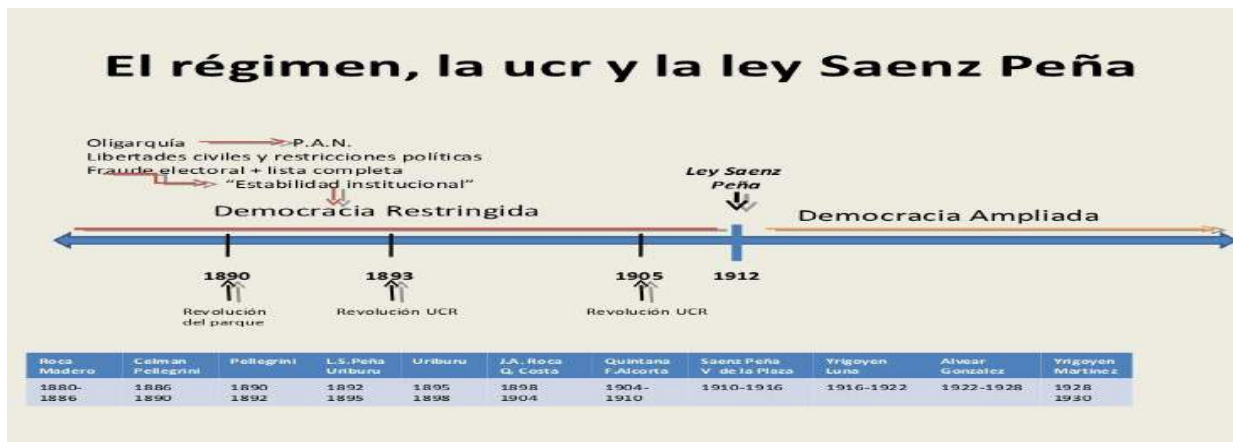 El régimen, la ucr y la ley Saenz Peña
Oligarquía P.A.N.
Libertades civiles y restricciones políticas
Fraude electoral + lista completa
“Estabilidad institucional”
Ley Saenz
Peña
Democracia Restringida
Democracia Ampliada
1890 1893 1905 1912
Revolución
del parque
Revolución UCR
Revolución UCR
Roca Celman Pellegrini L.S.Peña Uriburu J.A. Roca Quintana Saenz Peña Yrigoyen Alvear Yrigoyen
Madero Pellegrini Uriburu Q. Costa F.Alcorta V de la Plaza Luna González Martínez
1880- 1886 1890 1892 1895 1898 1904- 1910-1916 1916-1922 1922-1928 1928
1886 1890 1892 1895 1898 1904 1910 1930